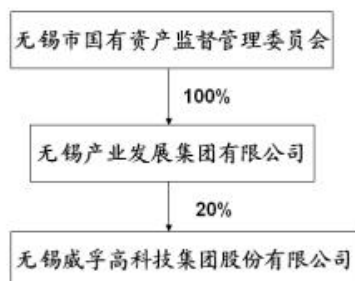 无锡市国有资产监督管理委员会
100%
无锡产业发展集团有限公司
20%
无锡威孚高科技集团股份有限公司